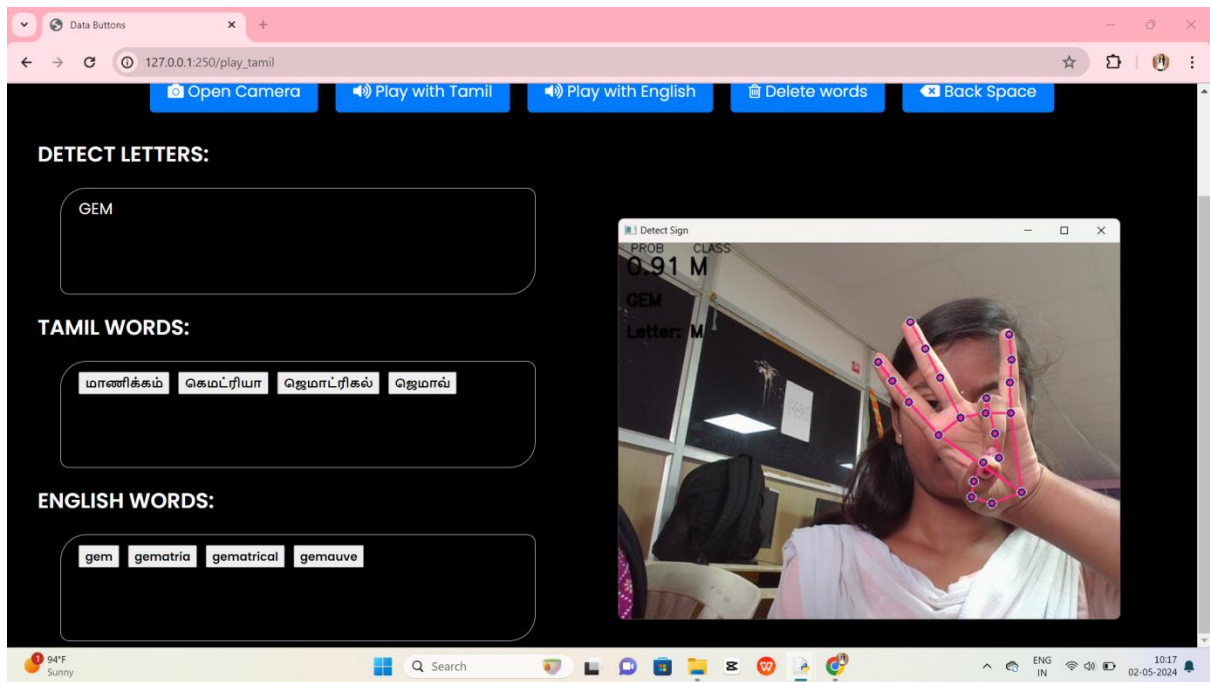 Data Buttons
127.0.0.1:250/play_tamil
Open Camera Play with Tamil Play with English Delete words Back Space
DETECT LETTERS:
GEM
TAMIL WORDS:
மாணிக்கம் கெமட்ரியா ஜெமாட்ரிகல் ஜெமாவ்
ENGLISH WORDS:
gem gematria gematrical gemauve
Detect Sign
PROB CLASS
0.91 M
GEM
Letter: M
1
94°F
Sunny
Search
ENG
IN
10:17
02-05-2024